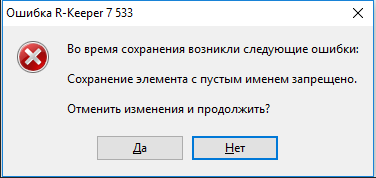 Ошибка R-Keeper 7 533
Во время сохранения возникли следующие ошибки:
Сохранение элемента с пустым именем запрещено.
Отменить изменения и продолжить?
Да
Нет